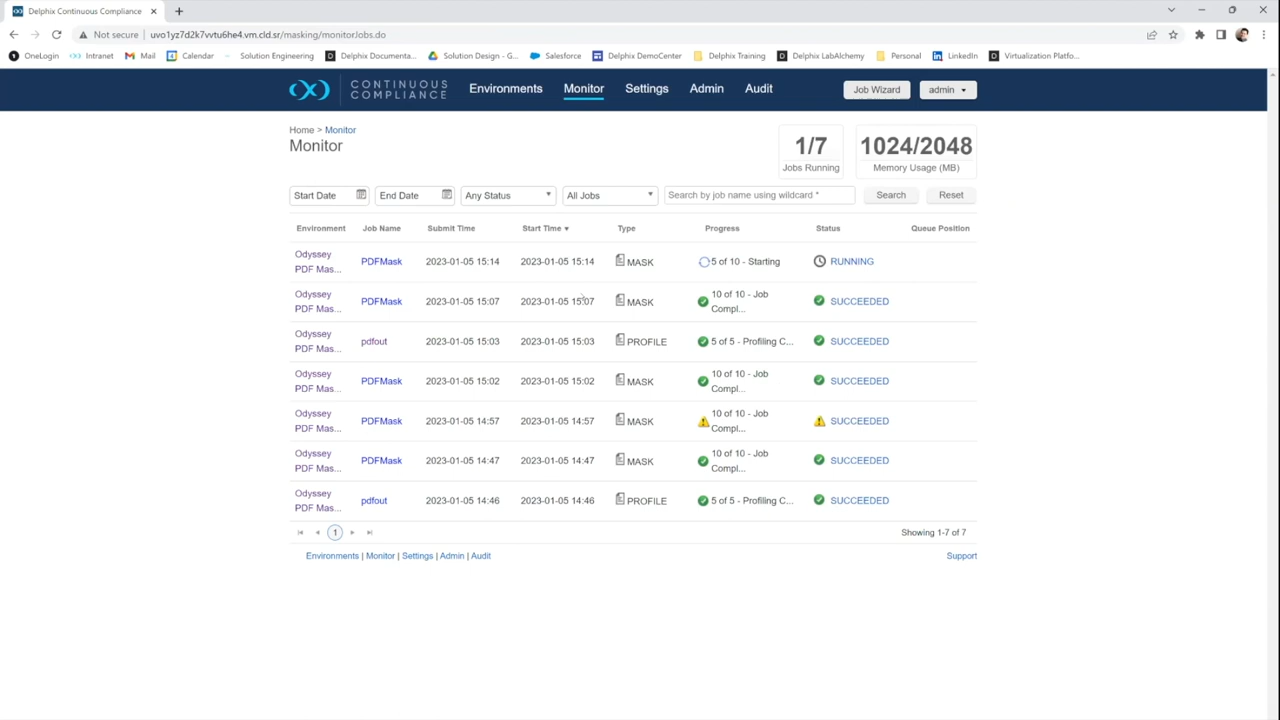 Delphix Continuous Compliance
Not secure | uvo1yz7d2k7vvtu6he4.vm.cld.sr/masking/monitorJobs.do
OneLogin Intranet Mail Calendar Solution Engineering Delphix Documenta... Solution Design - G... Salesforce Delphix DemoCenter Delphix Training Delphix LabAlchemy Personal LinkedIn Virtualization Platfo...
CONTINUOUS
COMPLIANCE
Environments Monitor Settings Admin Audit Job Wizard admin
Home > Monitor
Monitor
1/7
Jobs Running
1024/2048
Memory Usage (MB)
Start Date End Date Any Status All Jobs Search by job name using wildcard * Search Reset
Environment Job Name Submit Time Start Time Type Progress Status Queue Position
Odyssey
PDF Mas... PDFMask 2023-01-05 15:14 2023-01-05 15:14 MASK 5 of 10 - Starting RUNNING
Odyssey
PDF Mas... PDFMask 2023-01-05 15:07 2023-01-05 15:07 MASK 10 of 10 - Job
Compl... SUCCEEDED
Odyssey
PDF Mas... pdfout 2023-01-05 15:03 2023-01-05 15:03 PROFILE 5 of 5 - Profiling C... SUCCEEDED
Odyssey
PDF Mas... PDFMask 2023-01-05 15:02 2023-01-05 15:02 MASK 10 of 10 - Job
Compl... SUCCEEDED
Odyssey
PDF Mas... PDFMask 2023-01-05 14:57 2023-01-05 14:57 MASK 10 of 10 - Job
Compl... SUCCEEDED
Odyssey
PDF Mas... PDFMask 2023-01-05 14:47 2023-01-05 14:47 MASK 10 of 10 - Job
Compl... SUCCEEDED
Odyssey
PDF Mas... pdfout 2023-01-05 14:46 2023-01-05 14:46 PROFILE 5 of 5 - Profiling C... SUCCEEDED
1 Showing 1-7 of 7
Environments | Monitor | Settings | Admin | Audit Support